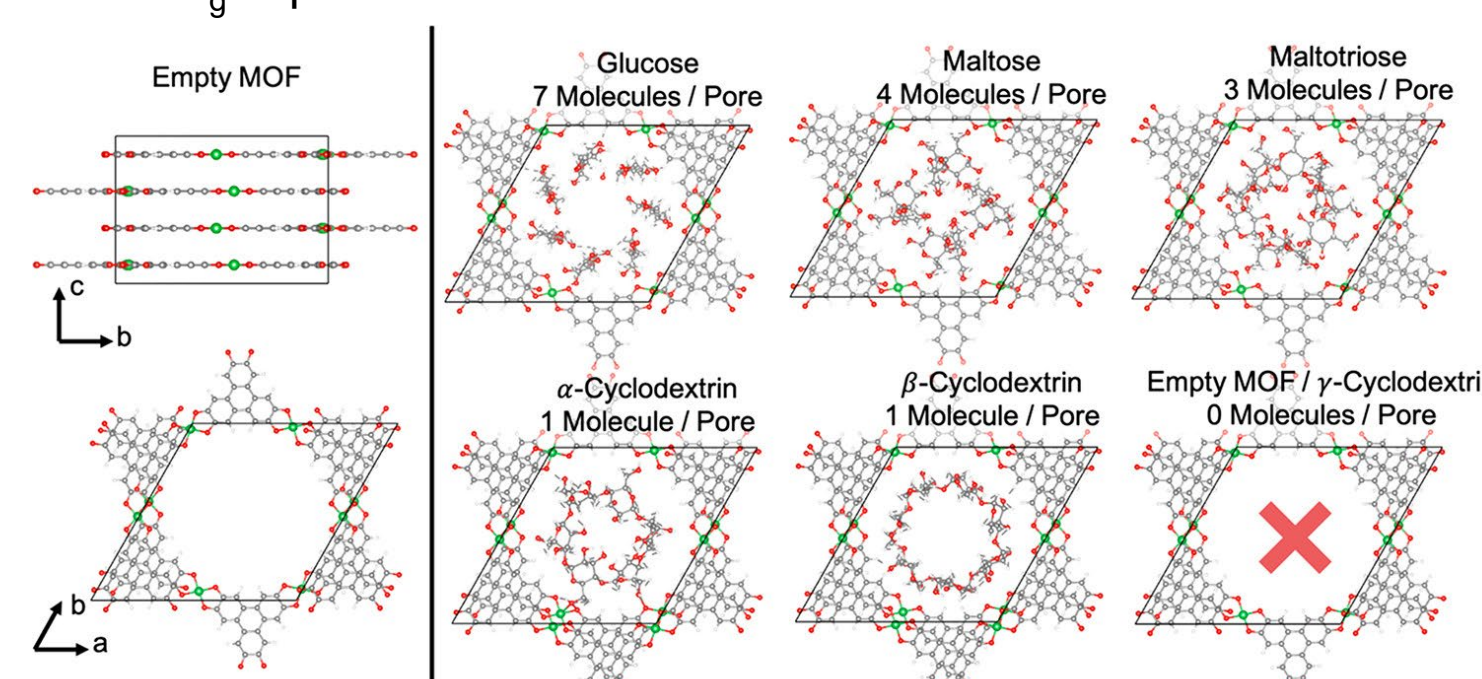 g
Empty MOF
c
b
b
a
Glucose
7 Molecules / Pore
Maltose
4 Molecules / Pore
Maltotriose
3 Molecules / Pore
α-Cyclodextrin
1 Molecule / Pore
β-Cyclodextrin
1 Molecule / Pore
Empty MOF / γ-Cyclodextri
0 Molecules / Pore